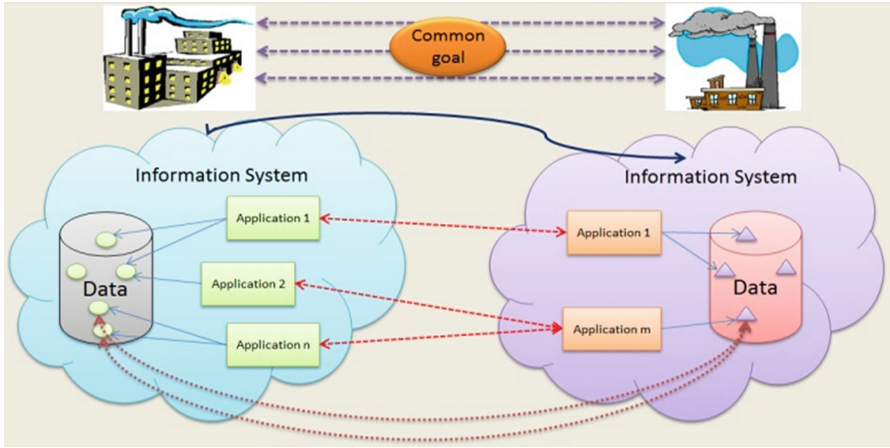 Common
goal
Information System
Information System
Application 1
Application 1
Application 2
Data
Data
Application n
Application m